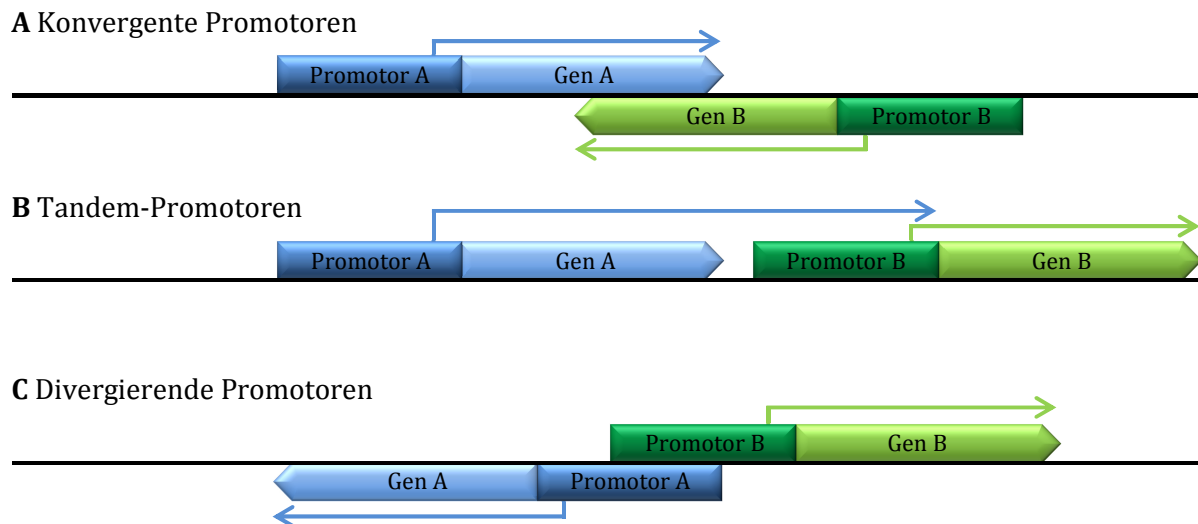 A Konvergente Promotoren
Promotor A Gen A
Gen B Promotor B
B Tandem-Promotoren
Promotor A Gen A Promotor B Gen B
C Divergierende Promotoren
Promotor B Gen B
Gen A Promotor A